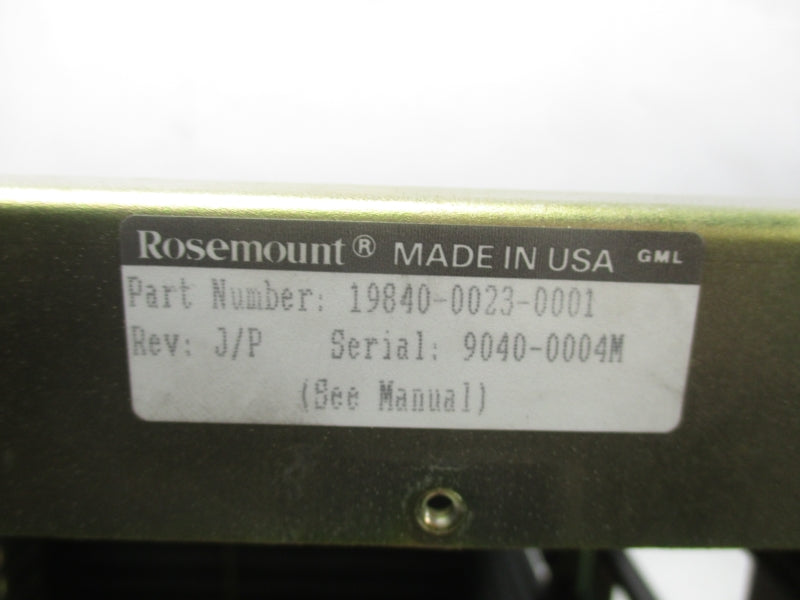 Rosemount® MADE IN USA GML
Part Number: 19840-0023-0001
Rev: J/P Serial: 9040-0004M
(See Manual)